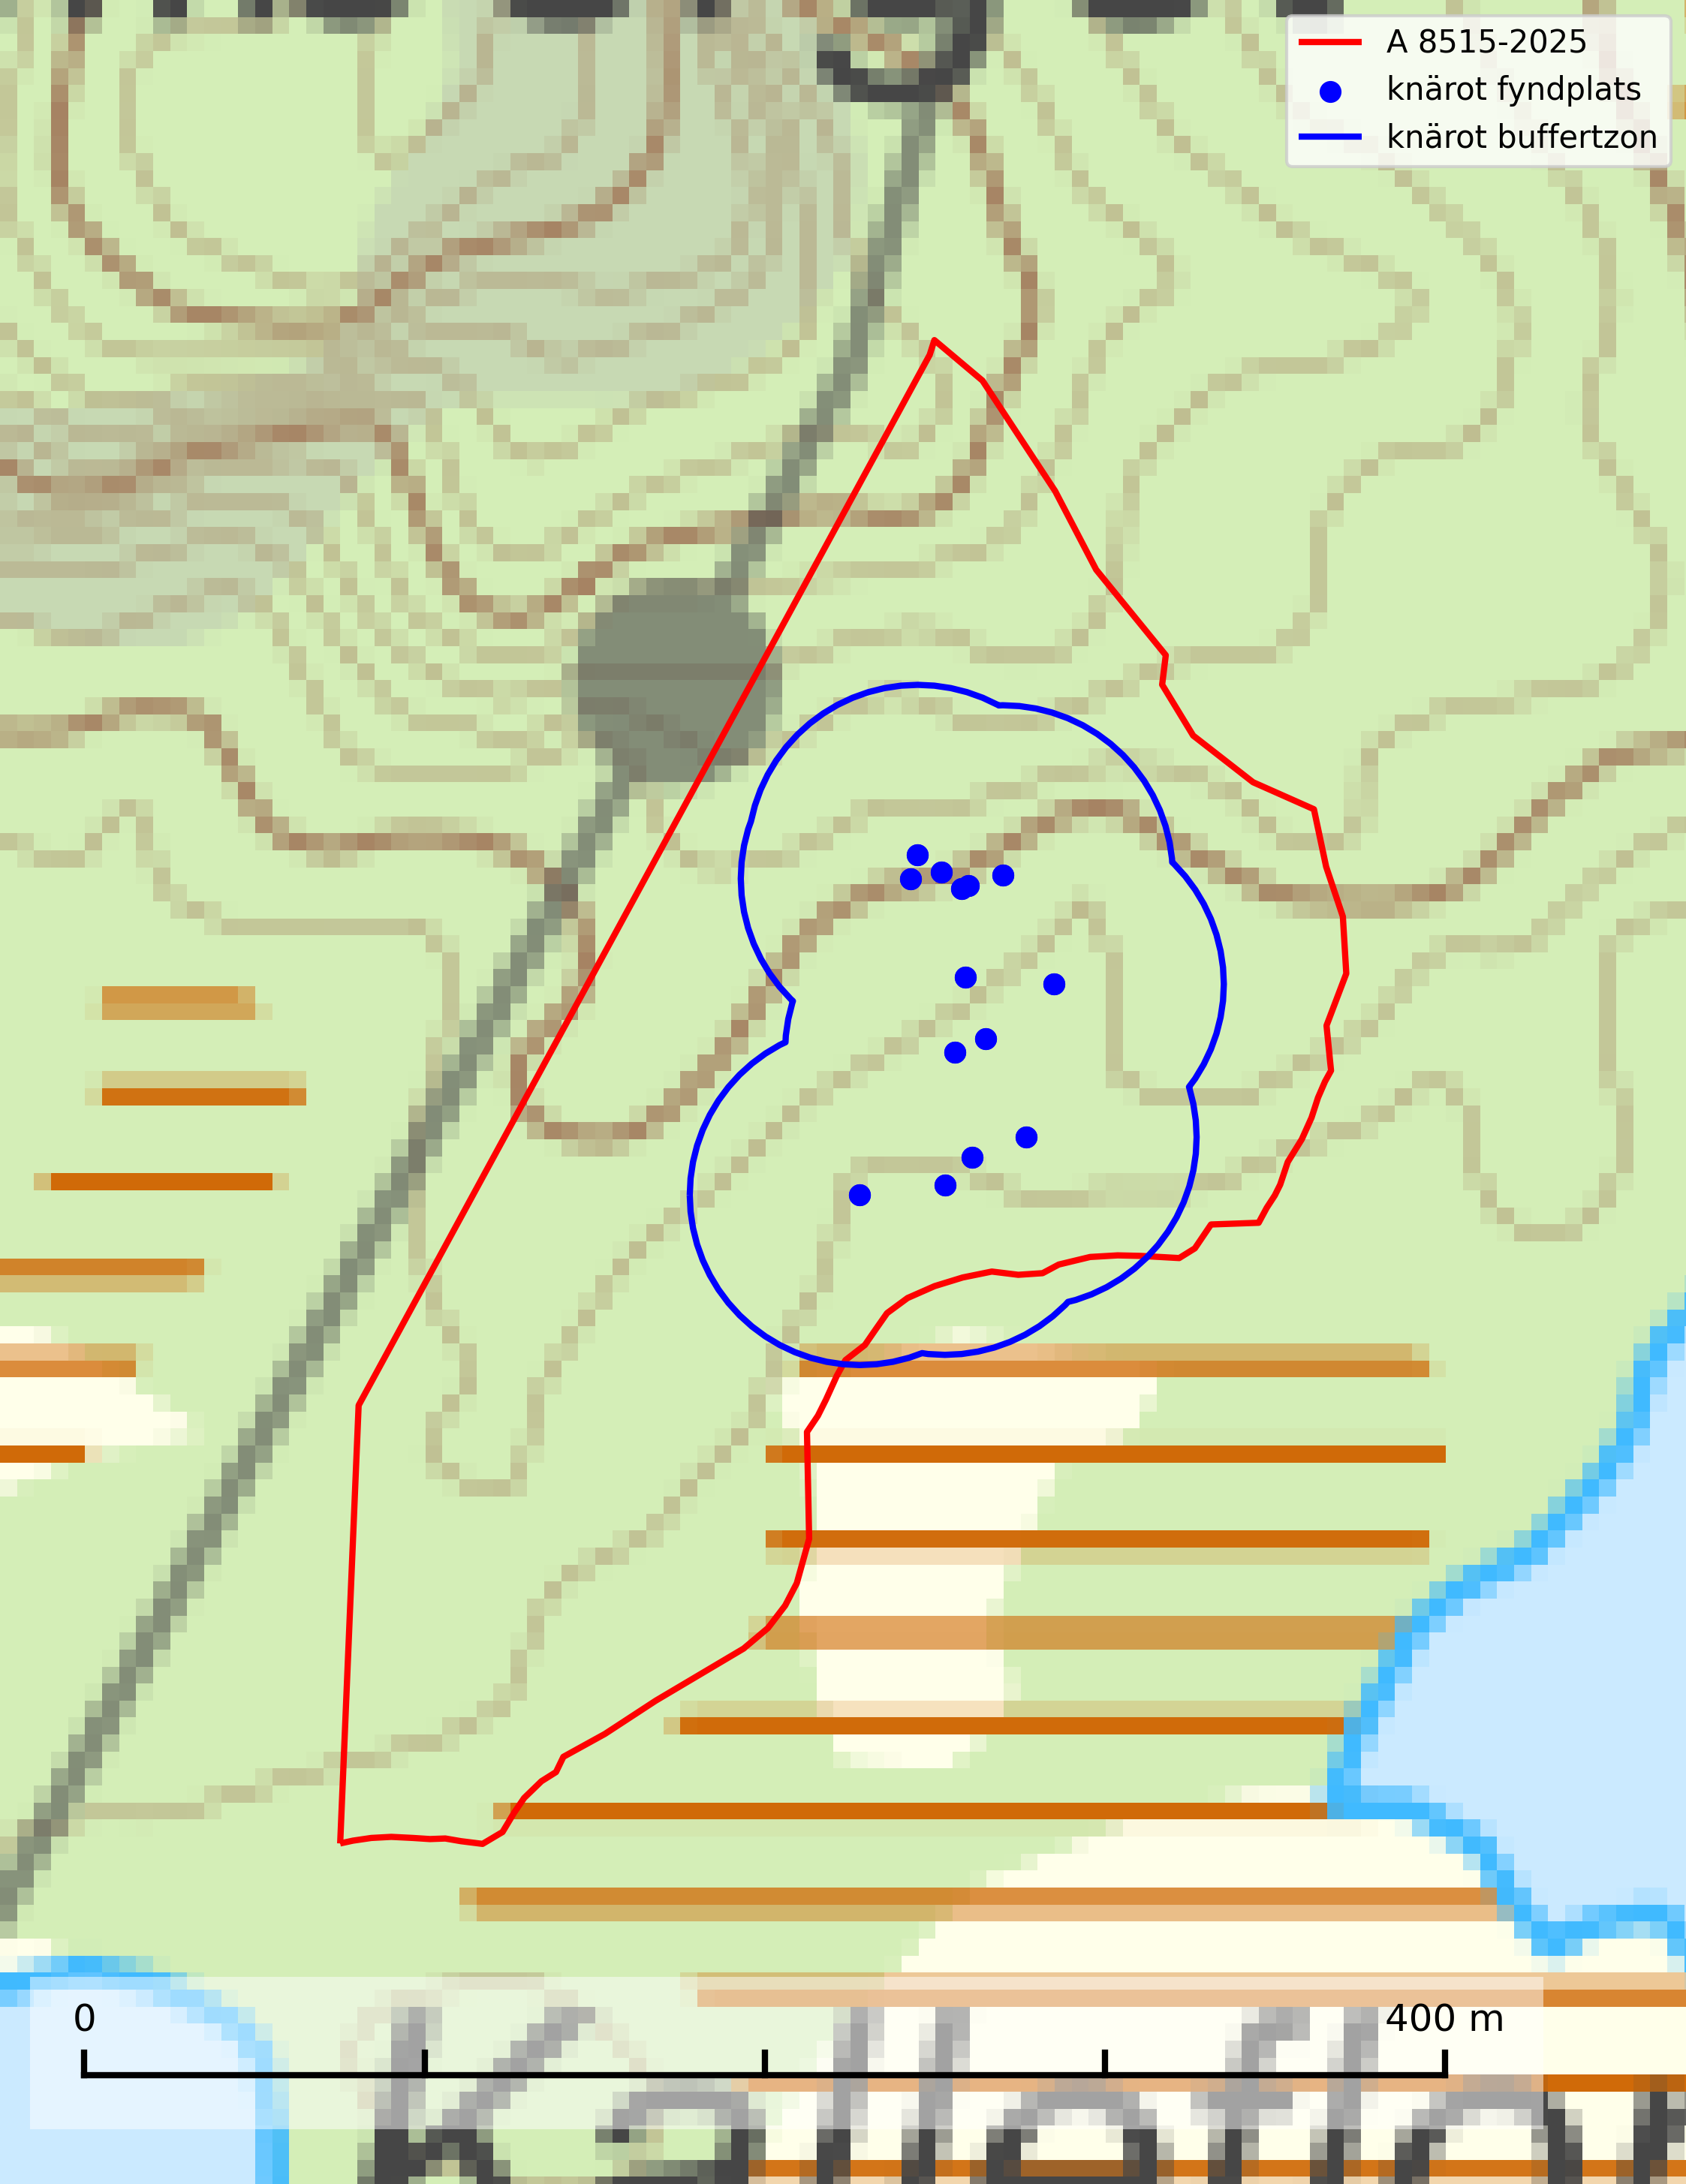 A 8515-2025
knärot fyndplats
knärot buffertzon
0
400 m